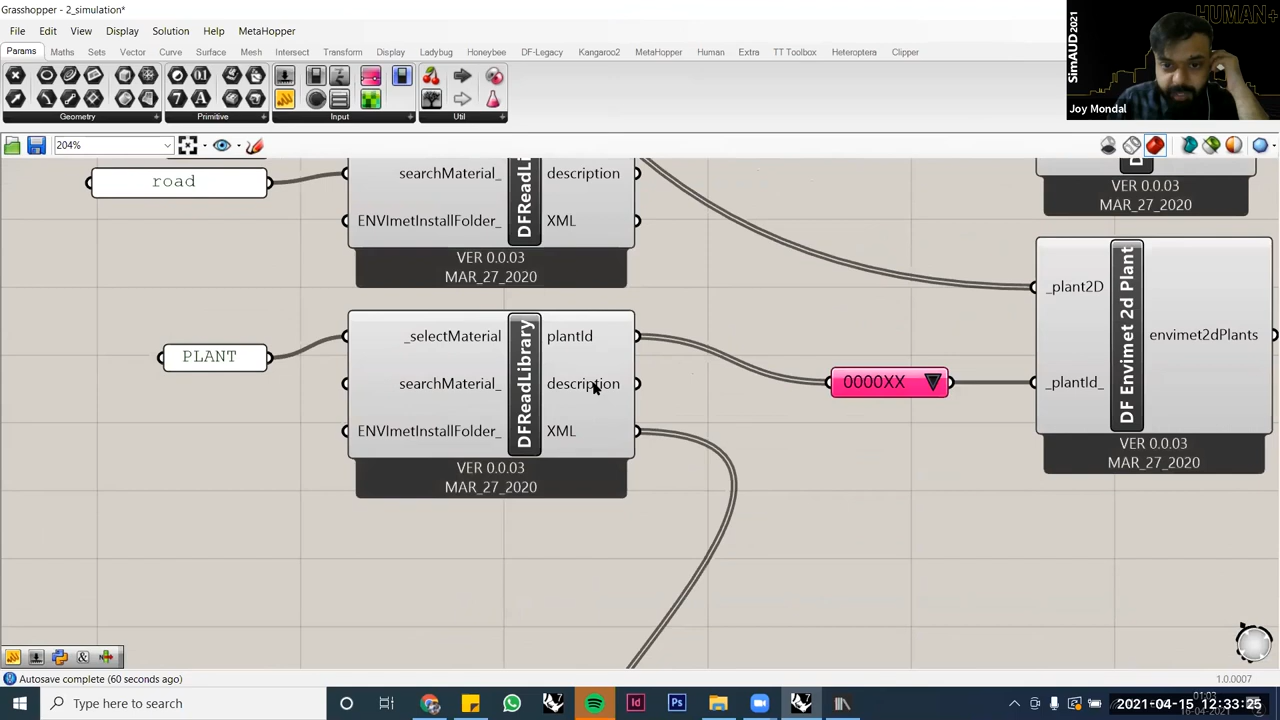 Grasshopper - 2_simulation*
File Edit View Display Solution Help MetaHopper
Params Maths Sets Vector Curve Surface Mesh Intersect Transform Display Ladybug Honeybee DF-Legacy Kangaroo2 MetaHopper Human Extra TT Toolbox Heteroptera Clipper
Geometry Primitive Input Util
204%
HUMAN+
SimAUD2021
Joy Mondal
road
searchMaterial_ description
ENVImetInstallFolder_ XML
VER 0.0.03
MAR_27_2020
VER 0.0.03
MAR_27_2020
PLANT
_selectMaterial plantId
searchMaterial_ description
ENVImetInstallFolder_ XML
DFReadLibrary
VER 0.0.03
MAR_27_2020
0000XX
_plant2D
_plantId_
DF Envimet 2d Plant
envimet2dPlants
VER 0.0.03
MAR_27_2020
Autosave complete (60 seconds ago)
1.0.0007
Type here to search
2021-04-15 12:33:25